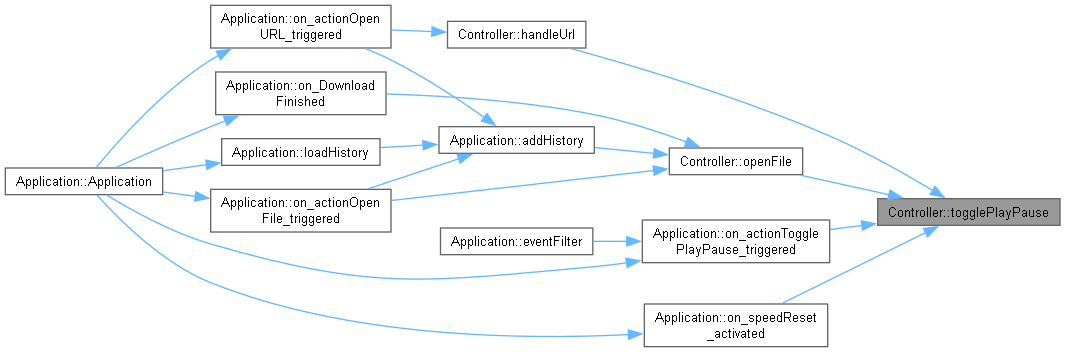 Application::on_actionOpen
URL_triggered
Controller::handleUrl
Application::on_Download
Finished
Application::addHistory
Application::loadHistory
Controller::openFile
Application::Application
Application::on_actionOpen
File_triggered
Controller::togglePlayPause
Application::eventFilter
Application::on_actionToggle
PlayPause_triggered
Application::on_speedReset
_activated